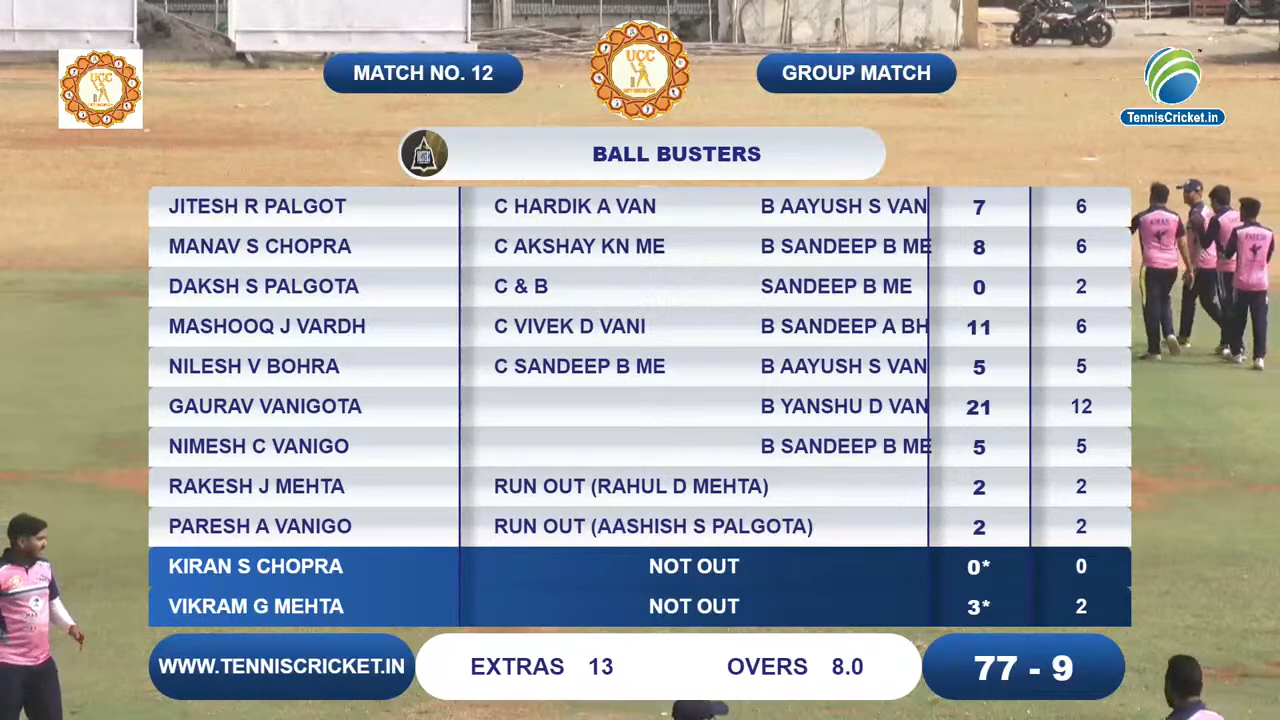 UCC
MATCH NO. 12
UCC
GROUP MATCH
TennisCricket.in
BALL BUSTERS
JITESH R PALGOT C HARDIK A VAN B AAYUSH S VAN 7 6
MANAV S CHOPRA C AKSHAY KN ME B SANDEEP B ME 8 6
DAKSH S PALGOTA C & B SANDEEP B ME 0 2
MASHOOQ J VARDH C VIVEK D VANI B SANDEEP A BH 11 6
NILESH V BOHRA C SANDEEP B ME B AAYUSH S VAN 5 5
GAURAV VANIGOTA B YANSHU D VAN 21 12
NIMESH C VANIGO B SANDEEP B ME 5 5
RAKESH J MEHTA RUN OUT (RAHUL D MEHTA) 2 2
PARESH A VANIGO RUN OUT (AASHISH S PALGOTA) 2 2
KIRAN S CHOPRA NOT OUT 0* 0
VIKRAM G MEHTA NOT OUT 3* 2
WWW.TENNISCRICKET.IN EXTRAS 13 OVERS 8.0 77 - 9
KIRAN